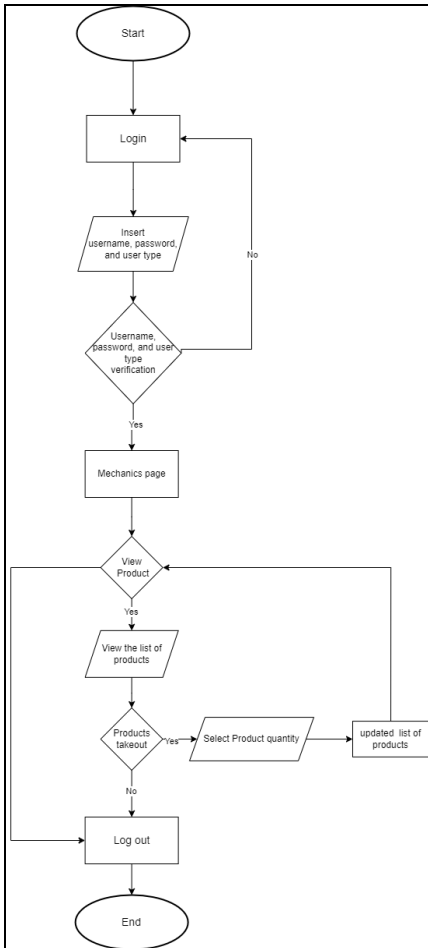 Start
Login
Insert
username, password,
and user type
No
Username,
password, and user
type
verification
Yes
Mechanics page
View
Product
Yes
View the list of
products
Products
takeout
Yes
Select Product quantity
updated list of
products
No
Log out
End